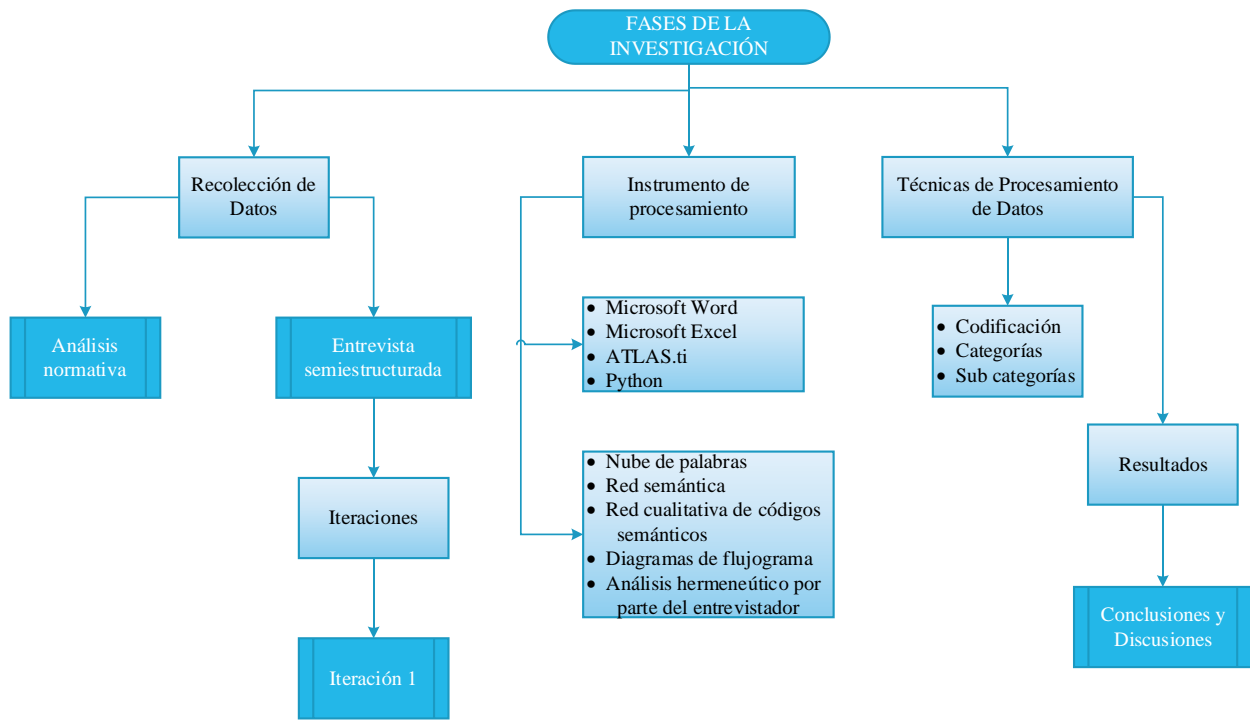 FASES DE LA
INVESTIGACIÓN
Recolección de
Datos
Instrumento de
procesamiento
Técnicas de Procesamiento
de Datos
Análisis
normativa
Entrevista
semiestructurada
• Microsoft Word
• Microsoft Excel
• ATLAS.ti
• Python
• Codificación
• Categorías
• Sub categorías
Iteraciones
• Nube de palabras
• Red semántica
• Red cualitativa de códigos
semánticos
• Diagramas de flujograma
• Análisis hermeneútico por
parte del entrevistador
Resultados
Iteración 1
Conclusiones y
Discusiones